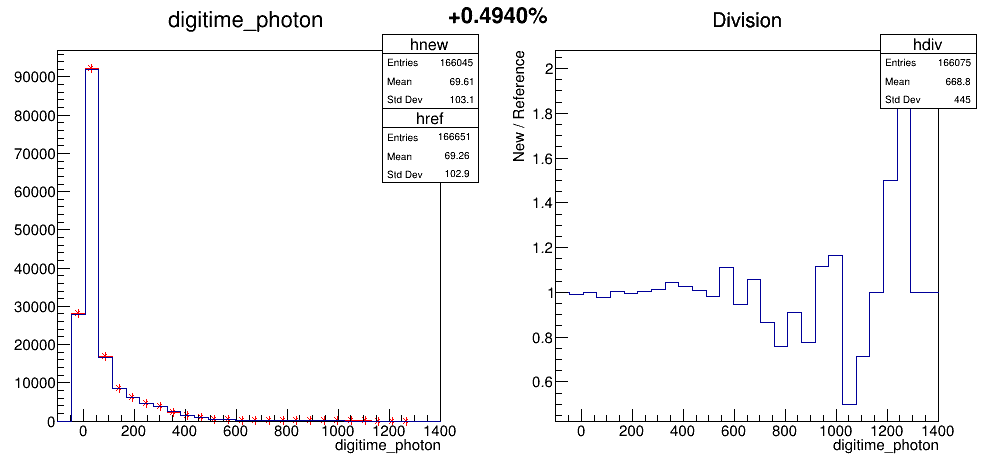 +0.4940%
digitime_photon
hnew
Entries 166045
Mean 69.61
Std Dev 103.1
href
Entries 166651
Mean 69.26
Std Dev 102.9
90000
80000
70000
60000
50000
40000
30000
20000
10000
0
0 200 400 600 800 1000 1200 1400
digitime_photon
Division
hdiv
Entries 166075
Mean 668.8
Std Dev 445
New / Reference
2
1.8
1.6
1.4
1.2
1
0.8
0.6
0 200 400 600 800 1000 1200 1400
digitime_photon